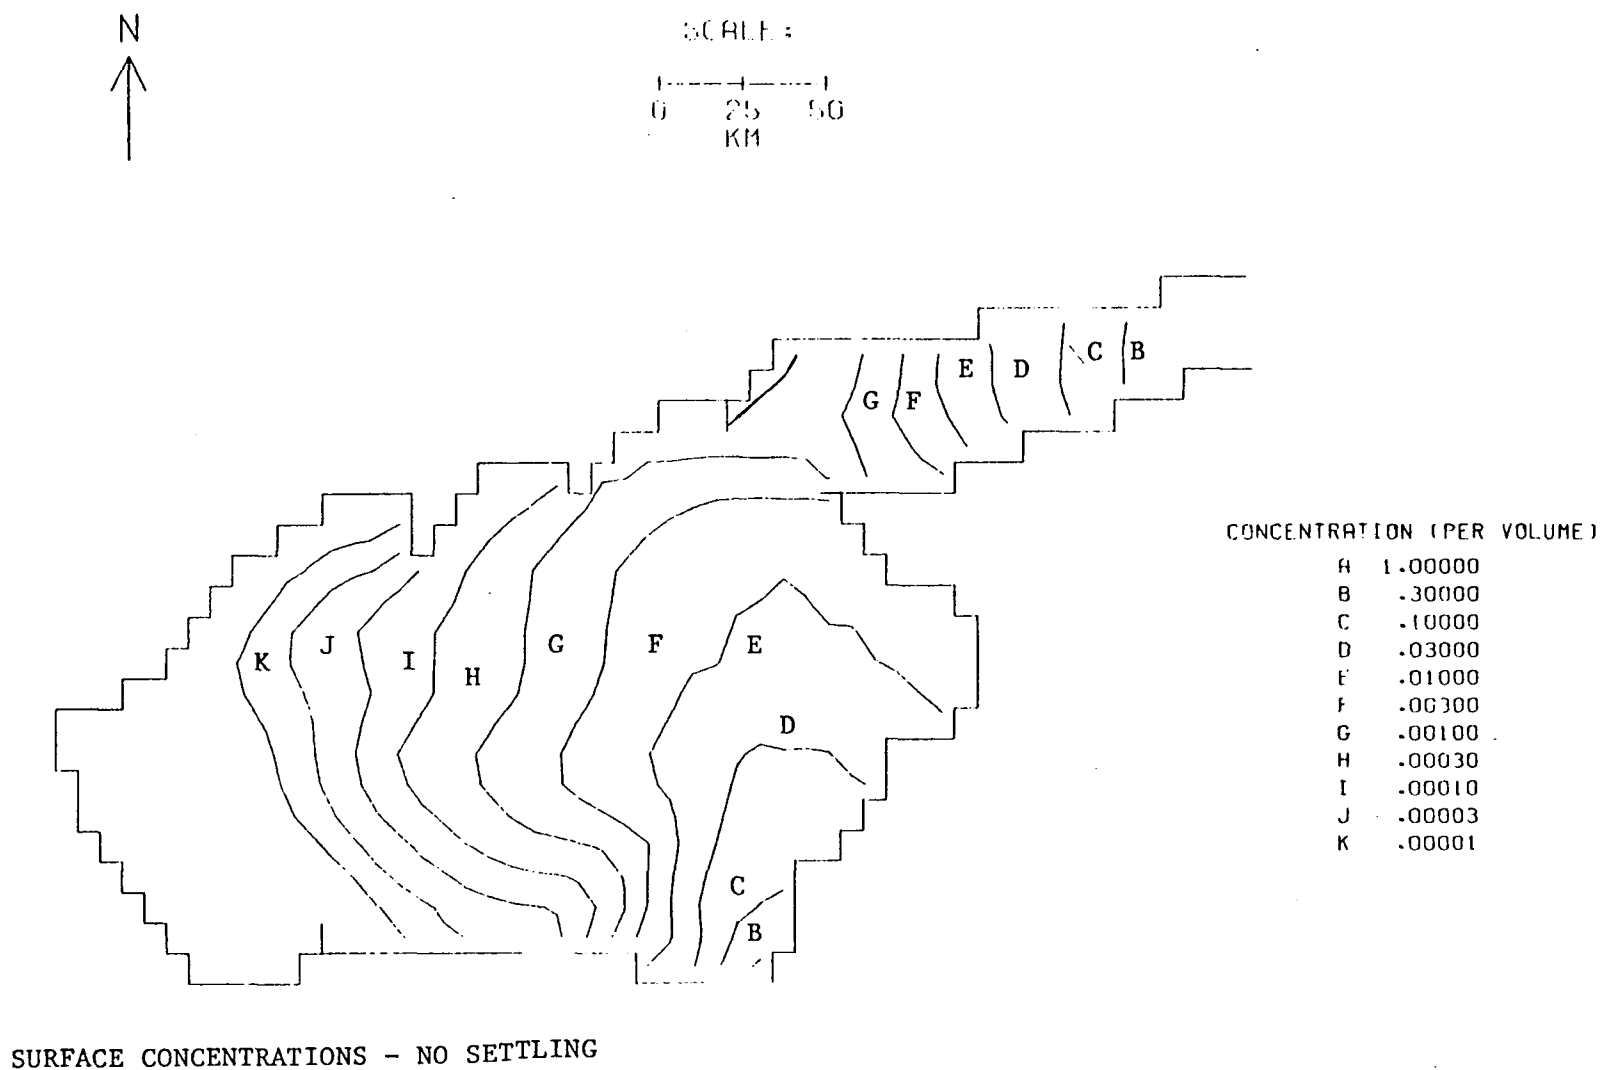 N
SCALE:
0 25 50
KM
C B
E D
G F
CONCENTRATION (PER VOLUME)
A 1.00000
B .30000
C .10000
D .03000
E .01000
F .00300
G .00100
H .00030
I .00010
J .00003
K .00001
K J I H G F E
D
C
B
SURFACE CONCENTRATIONS - NO SETTLING